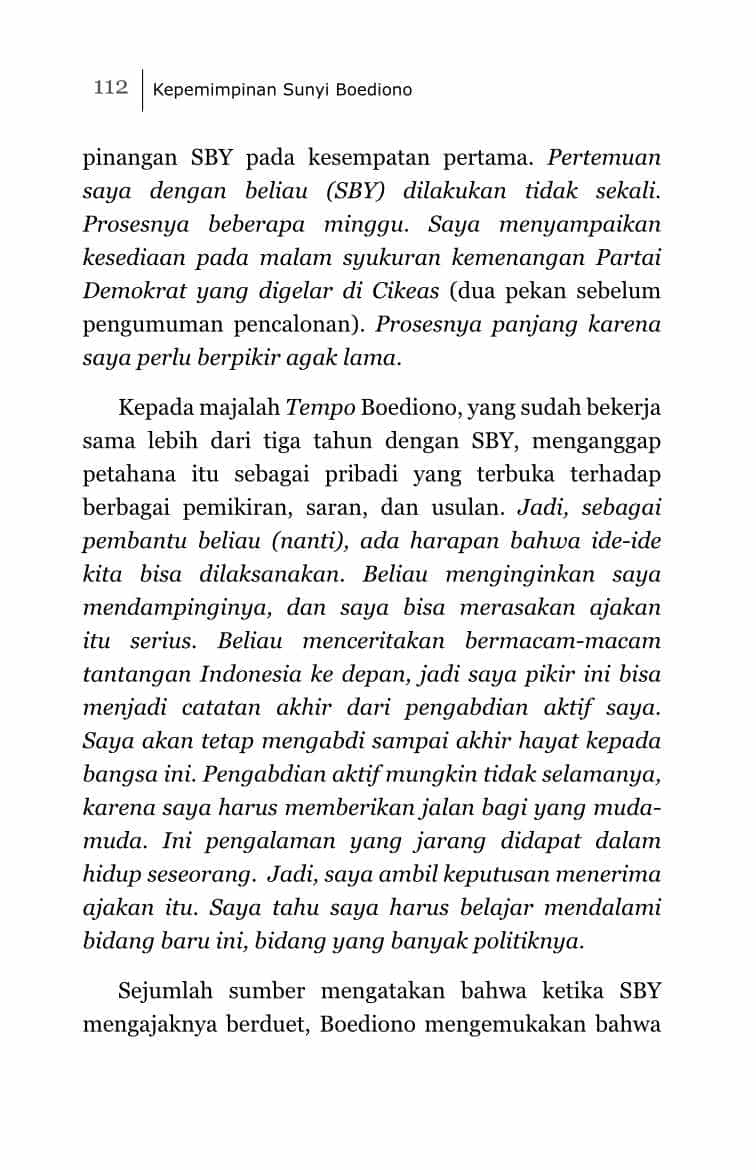 112 Kepemimpinan Sunyi Boediono
pinangan SBY pada kesempatan pertama. Pertemuan
saya dengan beliau (SBY) dilakukan tidak sekali.
Prosesnya beberapa minggu. Saya menyampaikan
kesediaan pada malam syukuran kemenangan Partai
Demokrat yang digelar di Cikeas (dua pekan sebelum
pengumuman pencalonan). Prosesnya panjang karena
saya perlu berpikir agak lama.
Kepada majalah Tempo Boediono, yang sudah bekerja
sama lebih dari tiga tahun dengan SBY, menganggap
petahana itu sebagai pribadi yang terbuka terhadap
berbagai pemikiran, saran, dan usulan. Jadi, sebagai
pembantu beliau (nanti), ada harapan bahwa ide-ide
kita bisa dilaksanakan. Beliau menginginkan saya
mendampinginya, dan saya bisa merasakan ajakan
itu serius. Beliau menceritakan bermacam-macam
tantangan Indonesia ke depan, jadi saya pikir ini bisa
menjadi catatan akhir dari pengabdian aktif saya.
Saya akan tetap mengabdi sampai akhir hayat kepada
bangsa ini. Pengabdian aktif mungkin tidak selamanya,
karena saya harus memberikan jalan bagi yang muda-
muda. Ini pengalaman yang jarang didapat dalam
hidup seseorang. Jadi, saya ambil keputusan menerima
ajakan itu. Saya tahu saya harus belajar mendalami
bidang baru ini, bidang yang banyak politiknya.
Sejumlah sumber mengatakan bahwa ketika SBY
mengajaknya berduet, Boediono mengemukakan bahwa